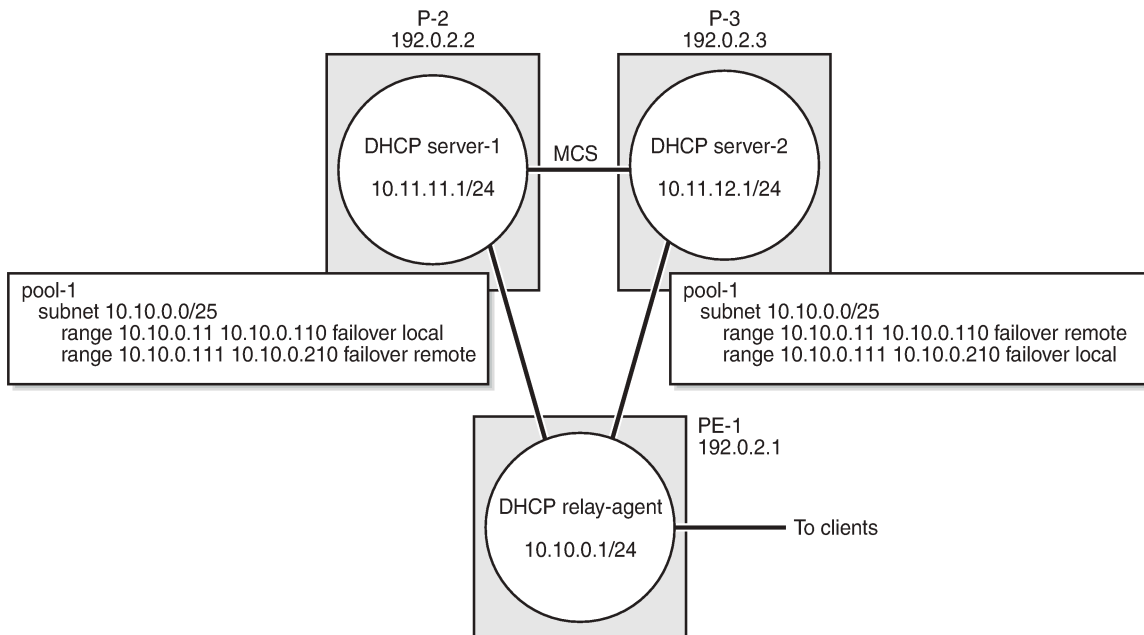 P-2
192.0.2.2
P-3
192.0.2.3
DHCP server-1
10.11.11.1/24
MCS
DHCP server-2
10.11.12.1/24
pool-1
subnet 10.10.0.0/25
range 10.10.0.11 10.10.0.110 failover local
range 10.10.0.111 10.10.0.210 failover remote
pool-1
subnet 10.10.0.0/25
range 10.10.0.11 10.10.0.110 failover remote
range 10.10.0.111 10.10.0.210 failover local
PE-1
192.0.2.1
DHCP relay-agent
10.10.0.1/24
To clients